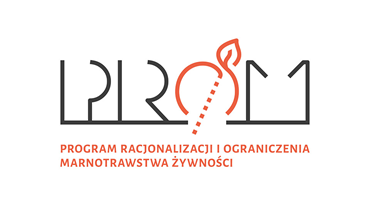 PROM
PROGRAM RACJONALIZACJI I OGRANICZENIA
MARNOTRAWSTWA ŻYWNOŚCI